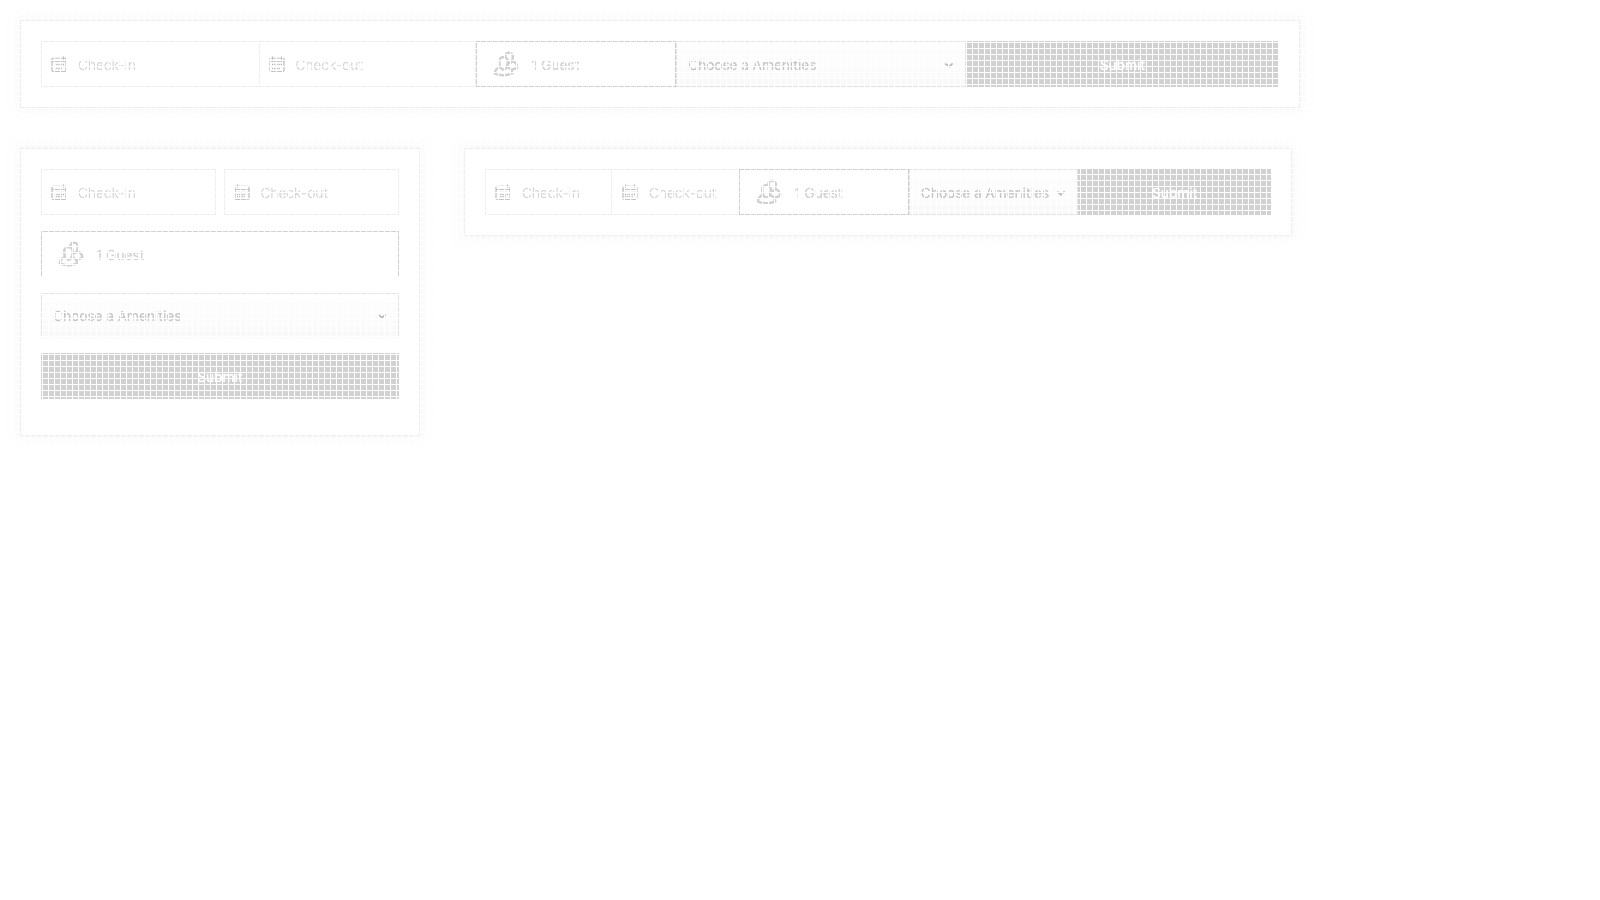 Check-in Check-out 1 Guest Choose a Amenities Submit
Check-in Check-out
1 Guest
Choose a Amenities
Submit
Check-in Check-out 1 Guest Choose a Amenities Submit